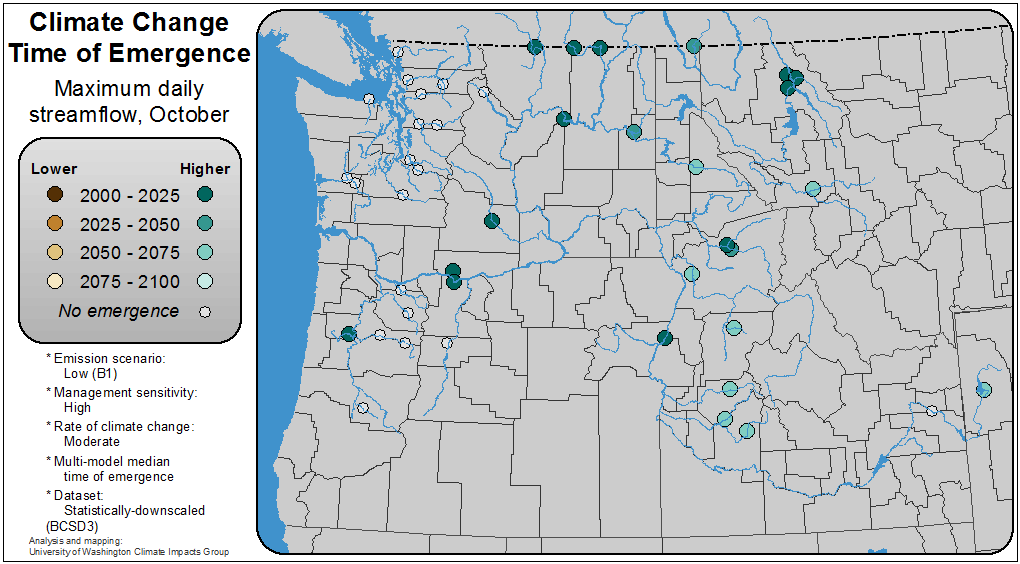 Climate Change
Time of Emergence
Maximum daily
streamflow, October
Lower Higher
2000 - 2025
2025 - 2050
2050 - 2075
2075 - 2100
No emergence
* Emission scenario:
Low (B1)
* Management sensitivity:
High
* Rate of climate change:
Moderate
* Multi-model median
time of emergence
* Dataset:
Statistically-downscaled
(BCSD3)
Analysis and mapping:
University of Washington Climate Impacts Group